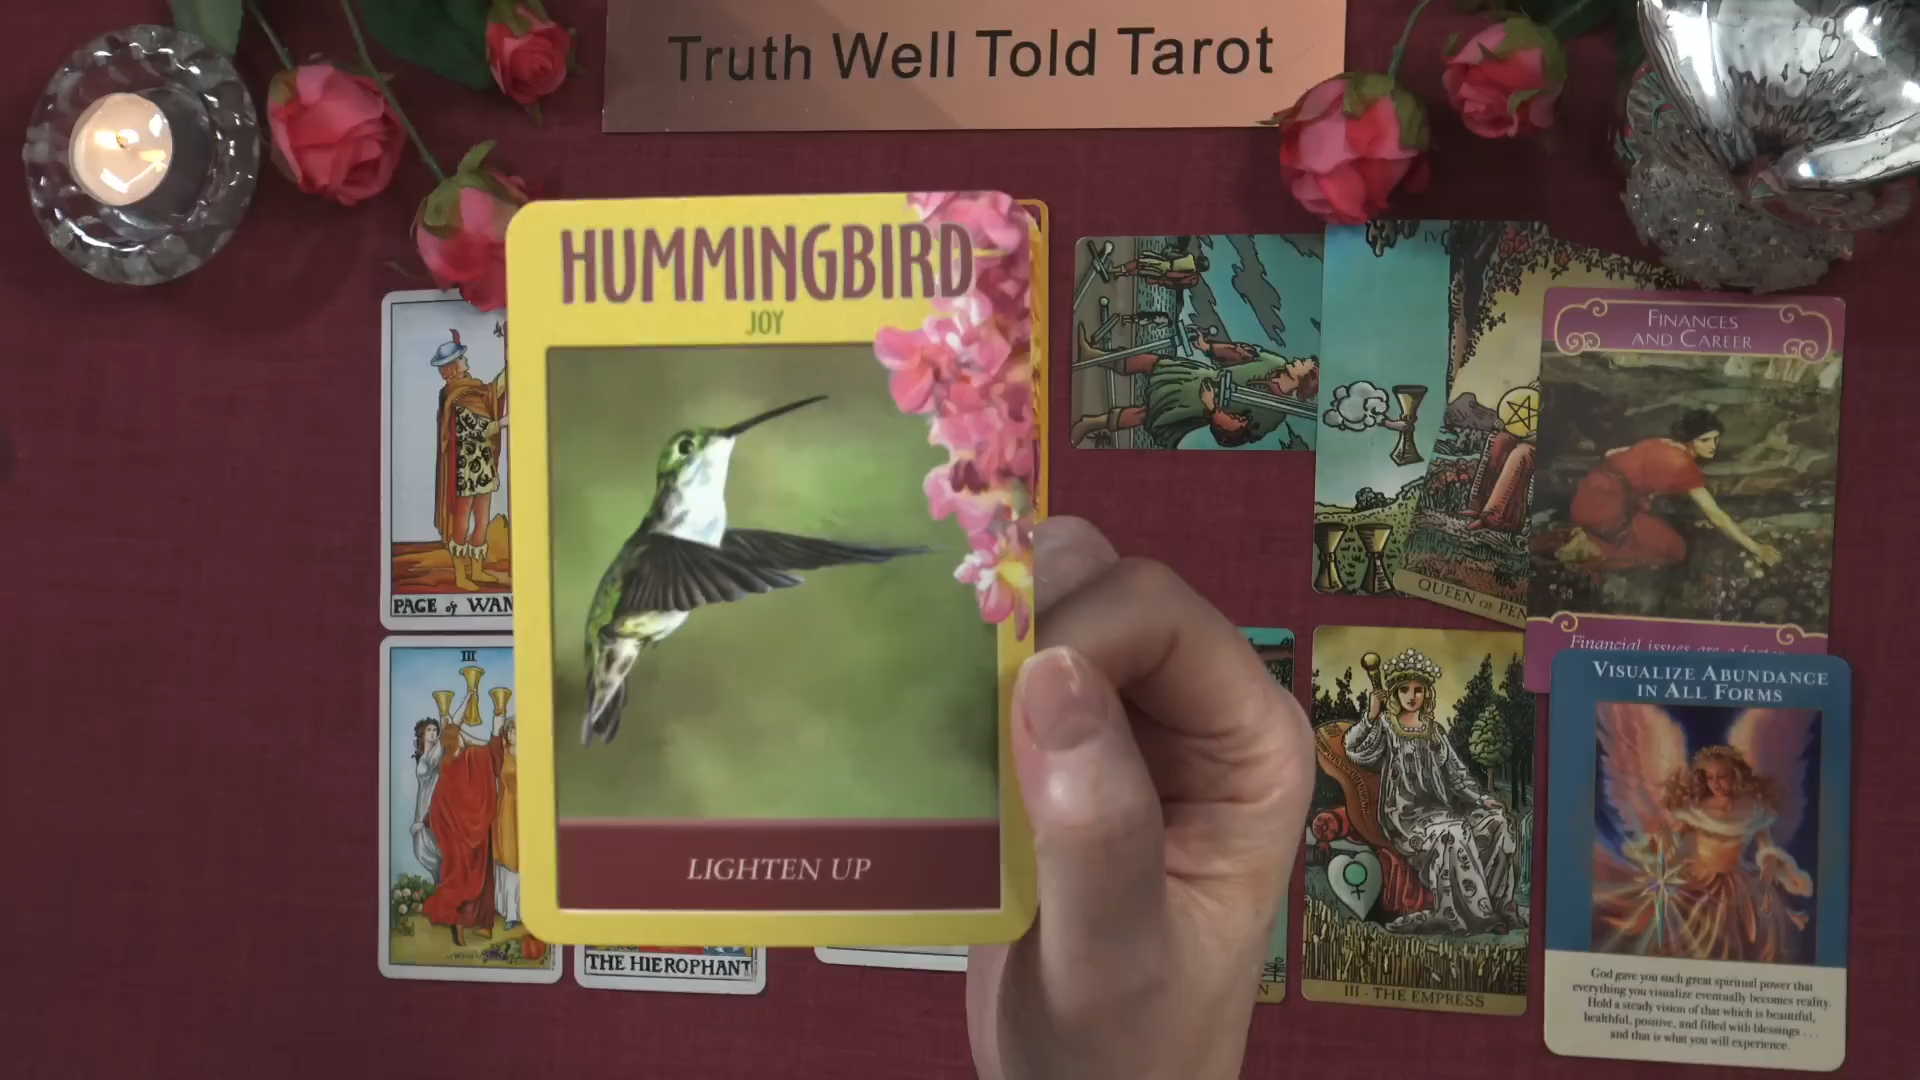 Truth Well Told Tarot
HUMMINGBIRD
JOY
LIGHTEN UP
PAGE of WAN
III
THE HIEROPHANT
IV
QUEEN OF PEN
FINANCES
AND CAREER
Financial issues are a factor
III - THE EMPRESS
VISUALIZE ABUNDANCE
IN ALL FORMS
God gave you such great spiritual power that
everything you visualize eventually becomes reality.
Hold a steady vision of that which is beautiful,
healthful, positive, and filled with blessings . . .
and that is what you will experience.